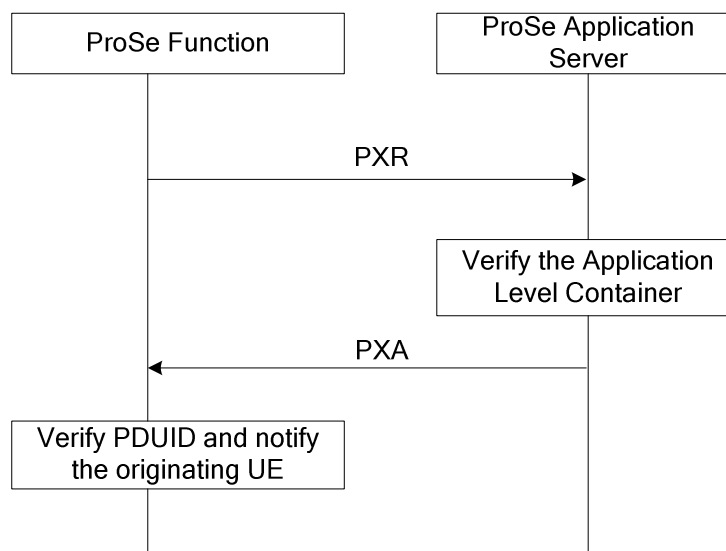 ProSe Function
ProSe Application
Server
PXR
Verify the Application
Level Container
PXA
Verify PDUID and notify
the originating UE